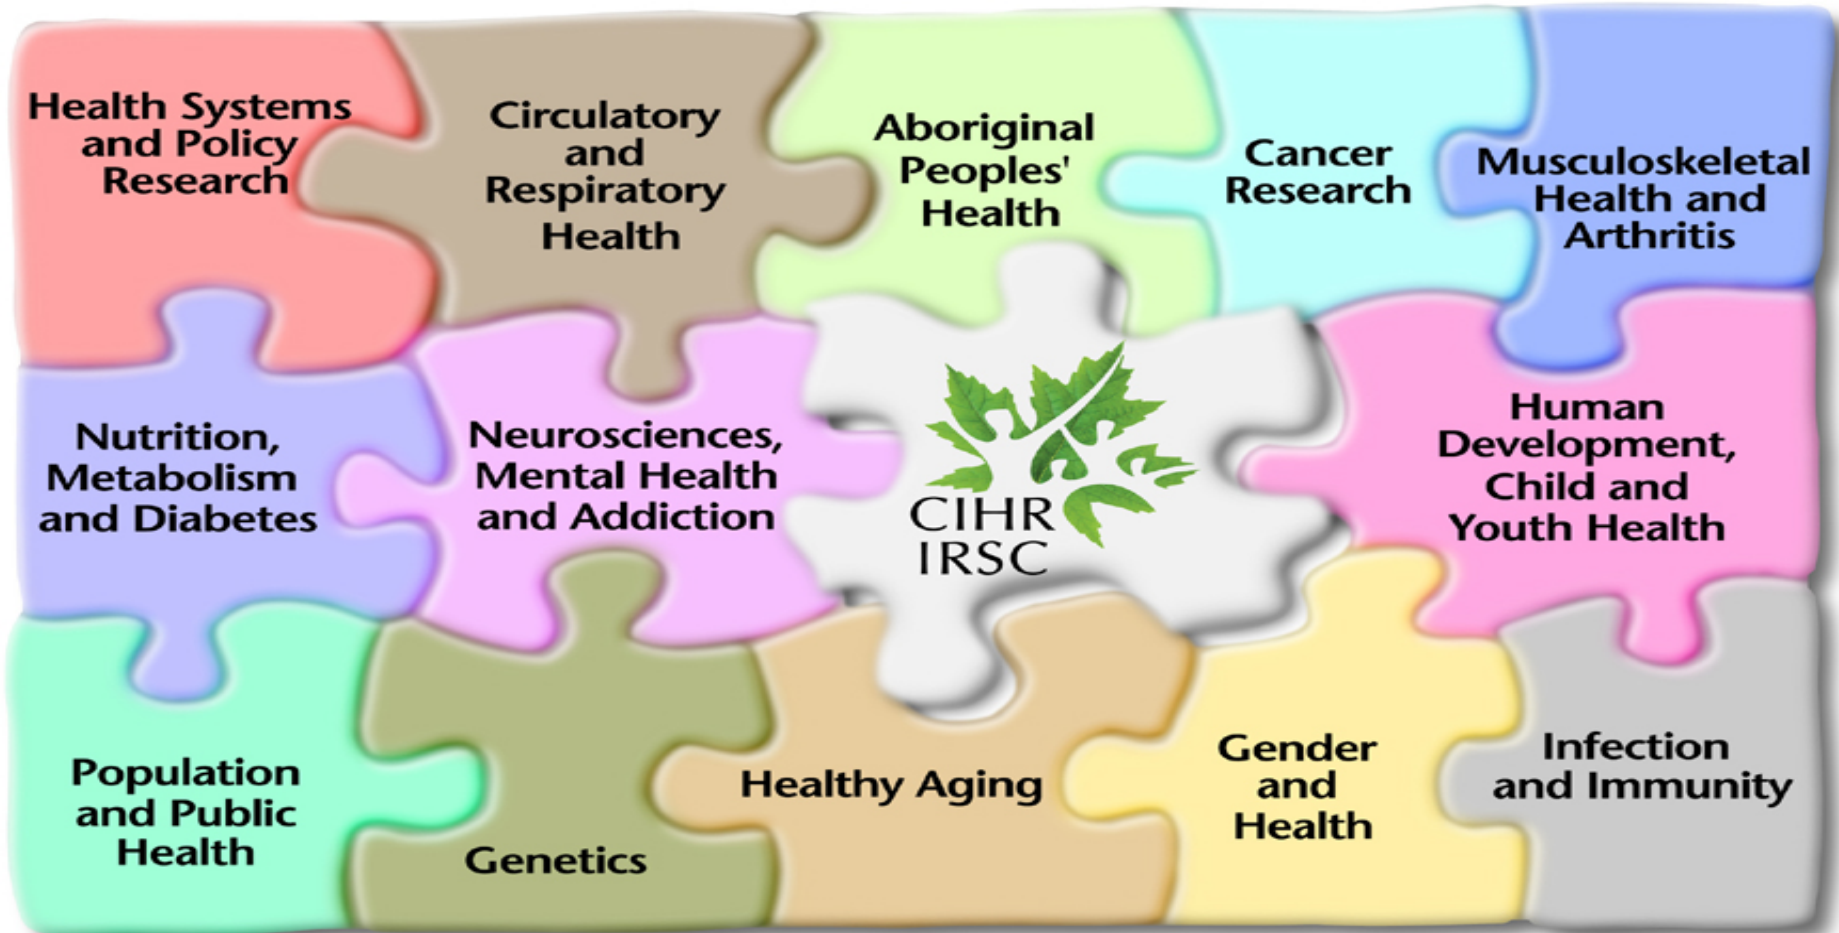 Health Systems
and Policy
Research
Circulatory
and
Respiratory
Health
Aboriginal
Peoples'
Health
Cancer
Research
Musculoskeletal
Health and
Arthritis
Nutrition,
Metabolism
and Diabetes
Neurosciences,
Mental Health
and Addiction
CIHR
IRSC
Human
Development,
Child and
Youth Health
Population
and Public
Health
Genetics
Healthy Aging
Gender
and
Health
Infection
and Immunity